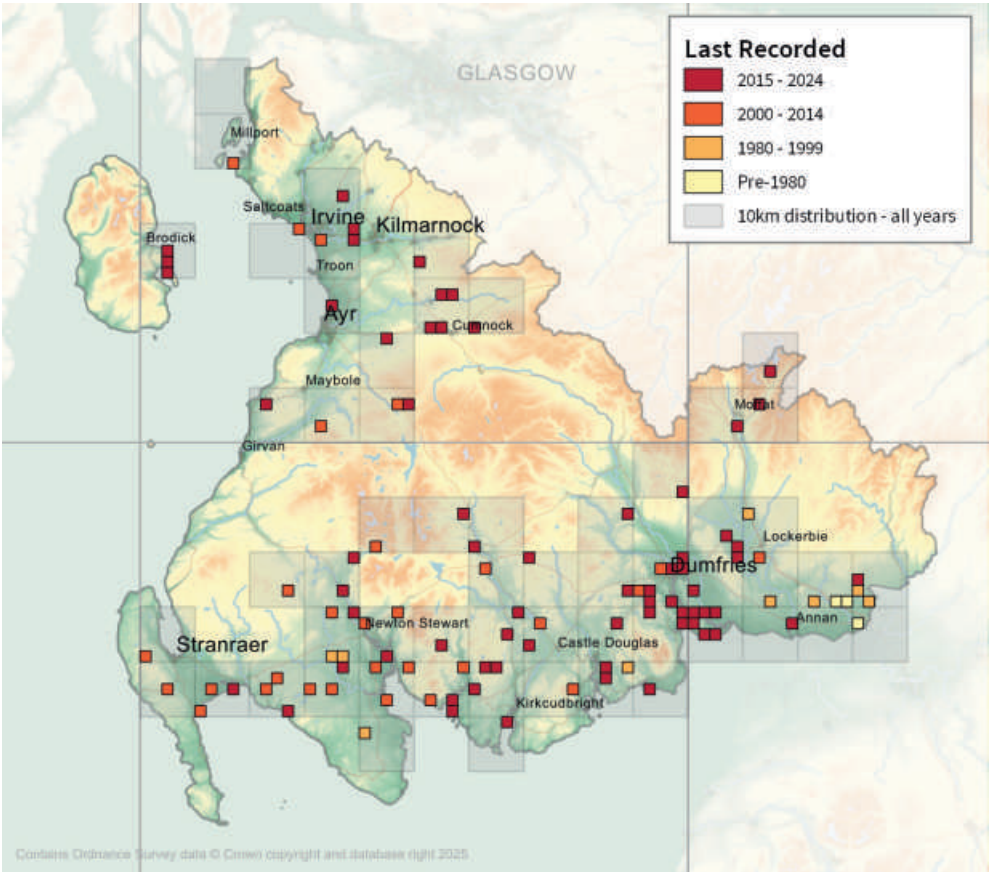 GLASGOW
Last Recorded
2015 - 2024
2000 - 2014
1980 - 1999
Pre-1980
10km distribution - all years
Millport
Saltcoats
Irvine
Kilmarnock
Brodick
Troon
Ayr
Cumnock
Maybole
Moffat
Girvan
Lockerbie
Dumfries
Annan
Newton Stewart
Castle Douglas
Stranraer
Kirkcudbright
Contains Ordnance Survey data © Crown copyright and database right 2025